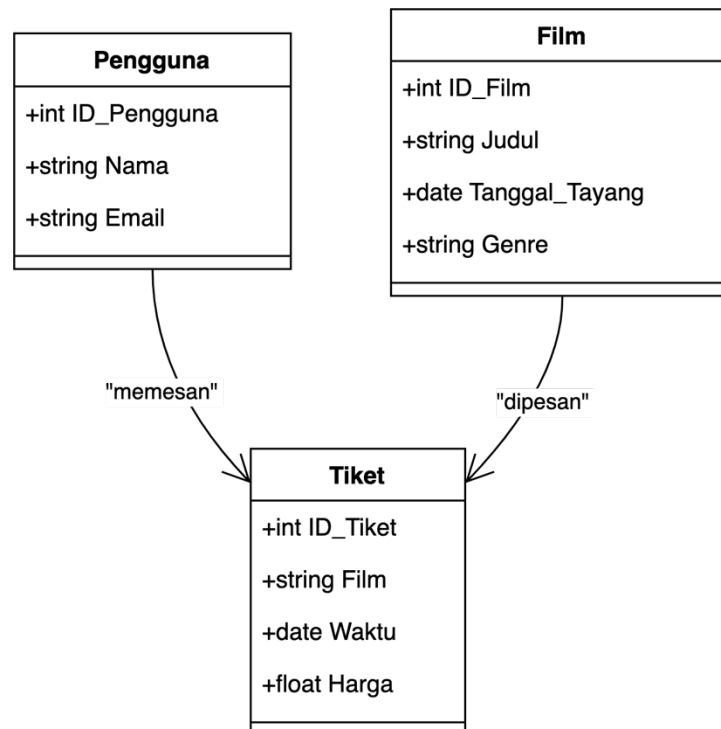 Pengguna
+int ID_Pengguna
+string Nama
+string Email
Film
+int ID_Film
+string Judul
+date Tanggal_Tayang
+string Genre
"memesan"
"dipesan"
Tiket
+int ID_Tiket
+string Film
+date Waktu
+float Harga